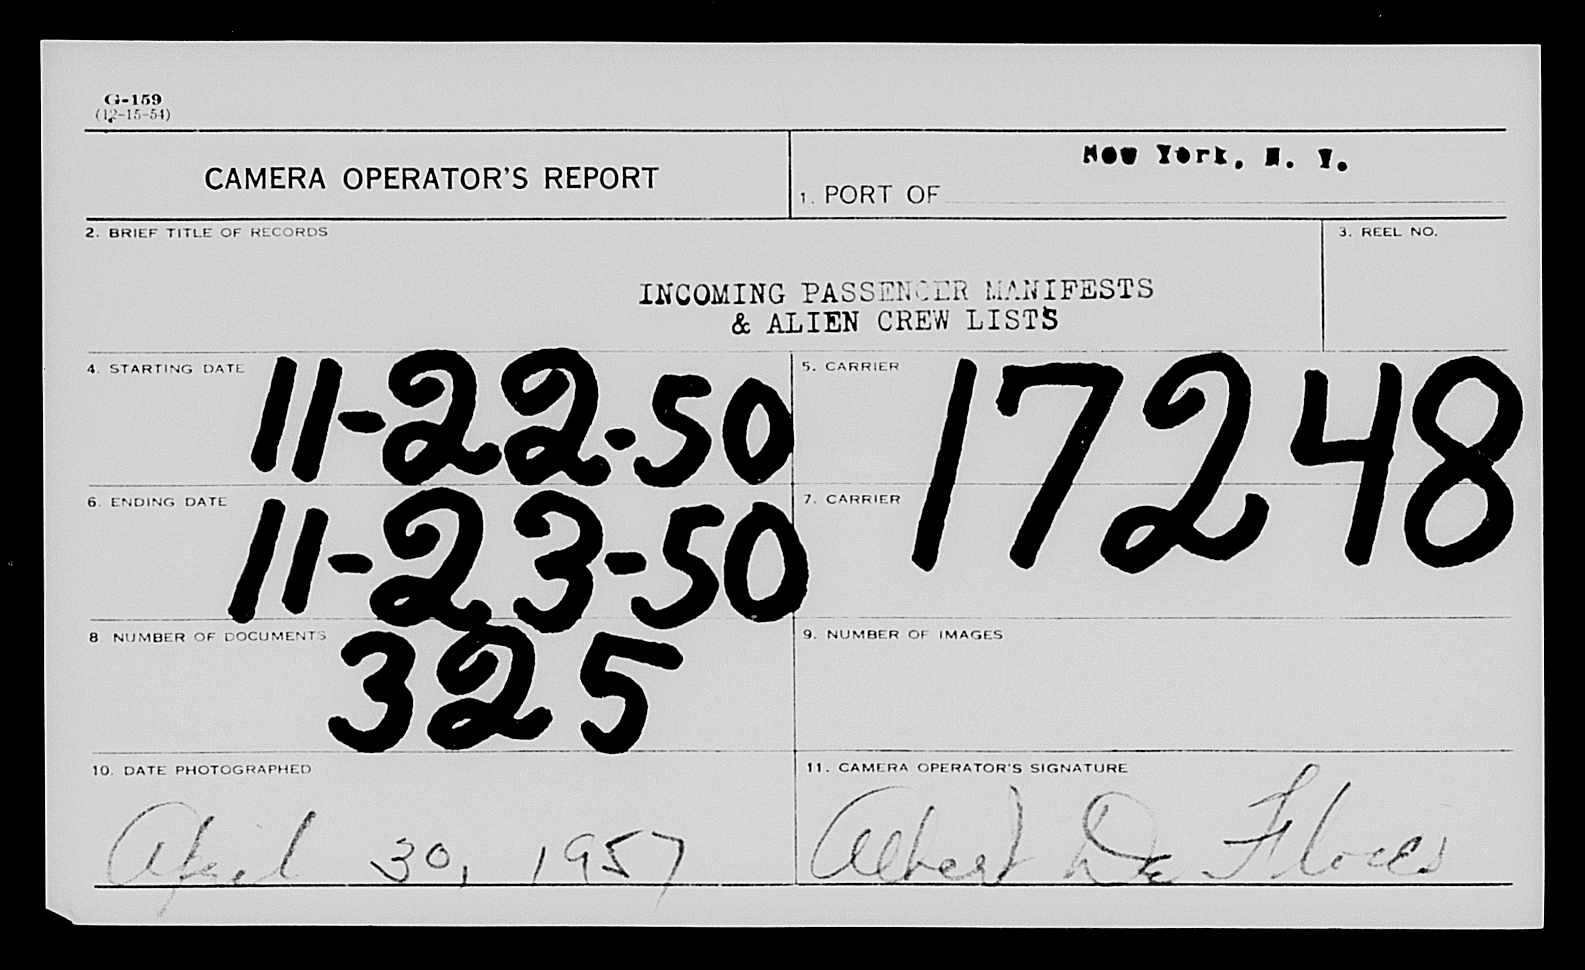 G-159
(12-15-54)
CAMERA OPERATOR'S REPORT
New York, N. Y.
1. PORT OF
2. BRIEF TITLE OF RECORDS
3. REEL NO.
INCOMING PASSENGER MANIFESTS
& ALIEN CREW LISTS
4. STARTING DATE
11-22-50
5. CARRIER
17248
6. ENDING DATE
11-23-50
7. CARRIER
8 NUMBER OF DOCUMENTS
325
9. NUMBER OF IMAGES
10. DATE PHOTOGRAPHED
April 30, 1957
11. CAMERA OPERATOR'S SIGNATURE
Albert De Flores